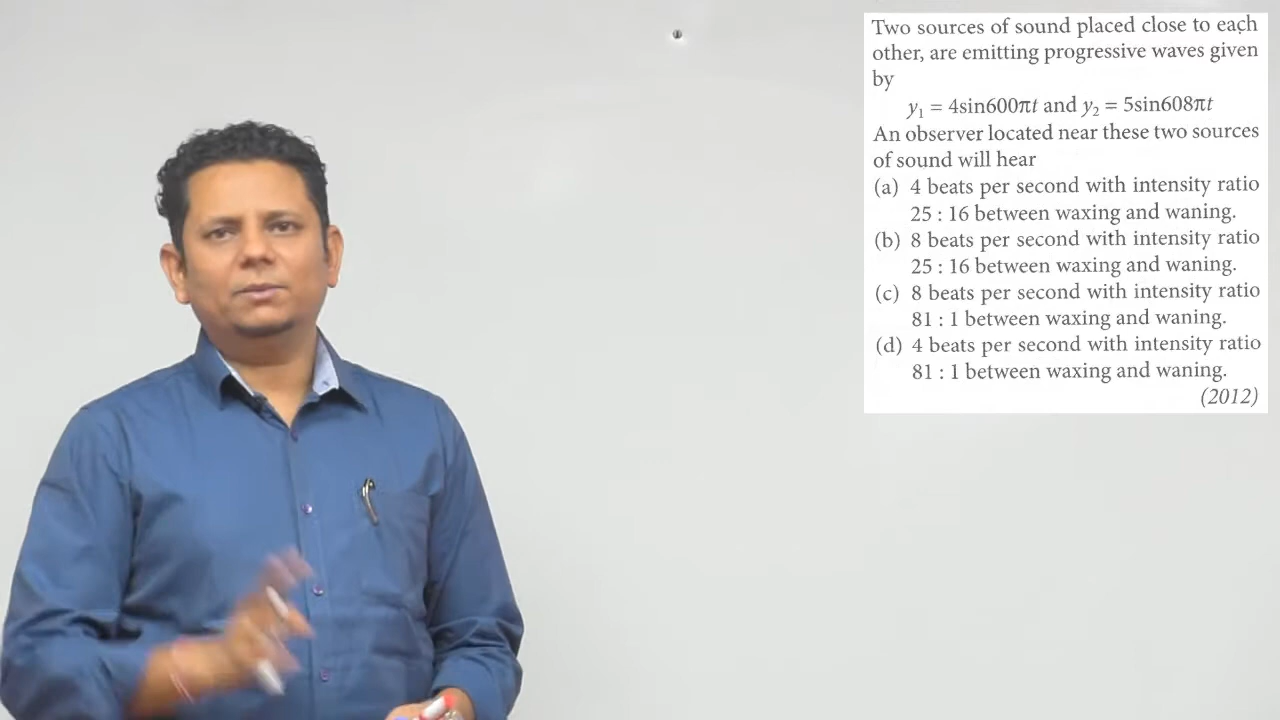 Two sources of sound placed close to each
other, are emitting progressive waves given
by
y₁ = 4sin600πt and y₂ = 5sin608πt
An observer located near these two sources
of sound will hear
(a) 4 beats per second with intensity ratio
25 : 16 between waxing and waning.
(b) 8 beats per second with intensity ratio
25 : 16 between waxing and waning.
(c) 8 beats per second with intensity ratio
81 : 1 between waxing and waning.
(d) 4 beats per second with intensity ratio
81 : 1 between waxing and waning.
(2012)